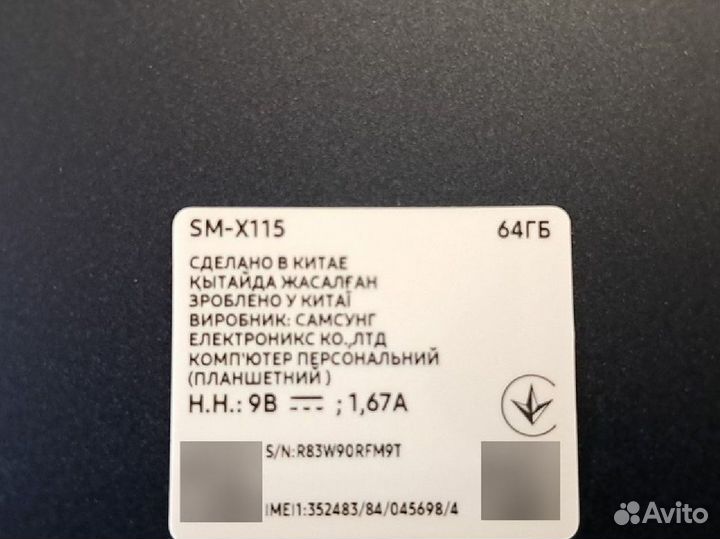 SM-X115 64ГБ
СДЕЛАНО В КИТАЕ
ҚЫТАЙДА ЖАСАЛҒАН
ЗРОБЛЕНО У КИТАЇ
ВИРОБНИК: САМСУНГ
ЕЛЕКТРОНИКС КО.,ЛТД
КОМП'ЮТЕР ПЕРСОНАЛЬНИЙ
(ПЛАНШЕТНИЙ )
Н.Н.: 9В ; 1,67А
S/N:R83W90RFM9T
IMEI1:352483/84/045698/4
Avito